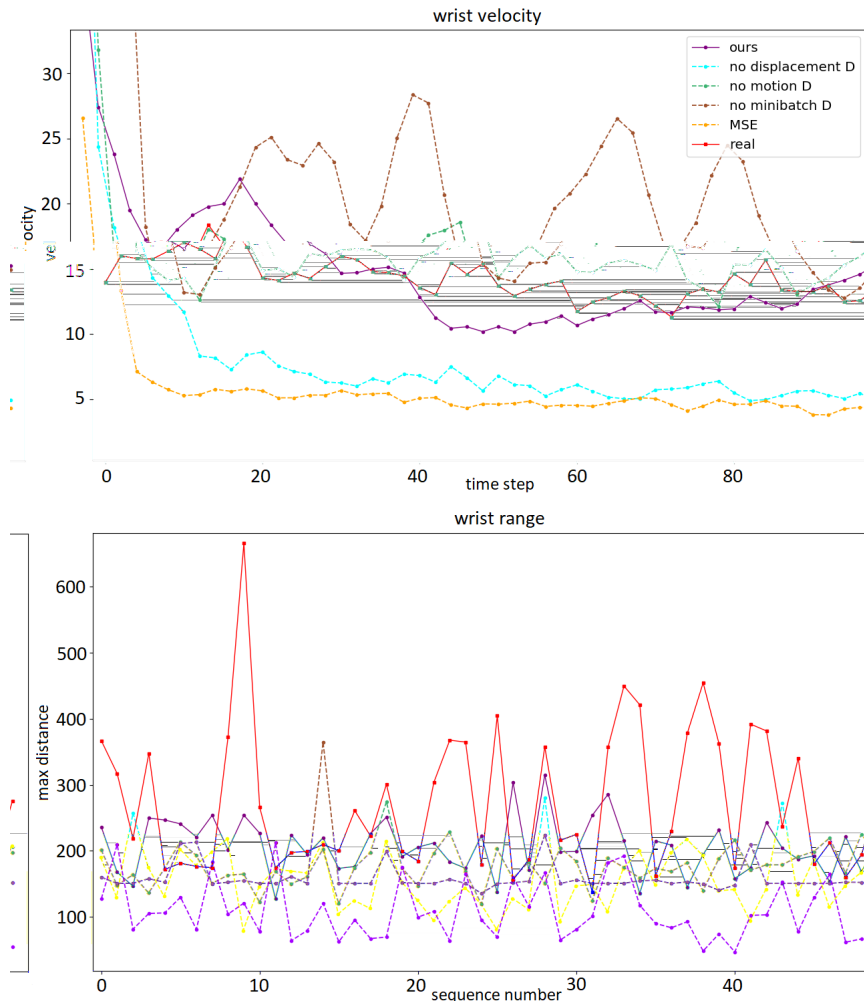 wrist velocity
30
25
20
15
10
5
ocity
ve
ours
no displacement D
no motion D
no minibatch D
MSE
real
0
20
40
60
80
time step
wrist range
600
500
400
300
200
100
max distance
0
10
20
30
40
sequence number